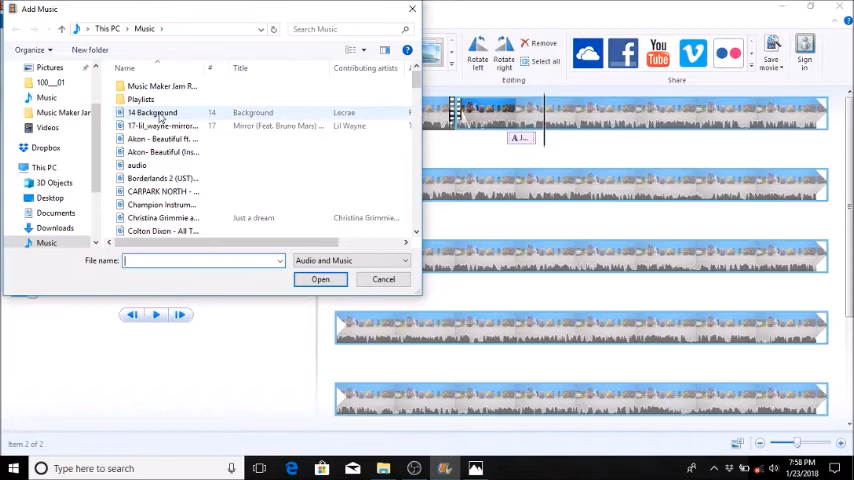 Add Music
This PC > Music >
Search Music
Organize
New folder
Pictures
100___01
Music
Music Maker Jam
Videos
Dropbox
This PC
3D Objects
Desktop
Documents
Downloads
Music
Name # Title Contributing artists
Music Maker Jam R...
Playlists
14 Background 14 Background Lecrae
17-lil_wayne-mirror... 17 Mirror (Feat. Bruno Mars) ... Lil Wayne
Akon - Beautiful ft. ...
Akon- Beautiful (Ins...
audio
Borderlands 2 (UST)...
CARPARK NORTH - ...
Champion Instrum...
Christina Grimmie a... Just a dream Christina Grimmie...
Colton Dixon - All T...
File name:
Audio and Music
Open
Cancel
Rotate left
Rotate right
Remove
Select all
Editing
You Tube
Share
Save movie
Sign in
A J...
Item 2 of 2
Type here to search
7:58 PM
1/23/2018